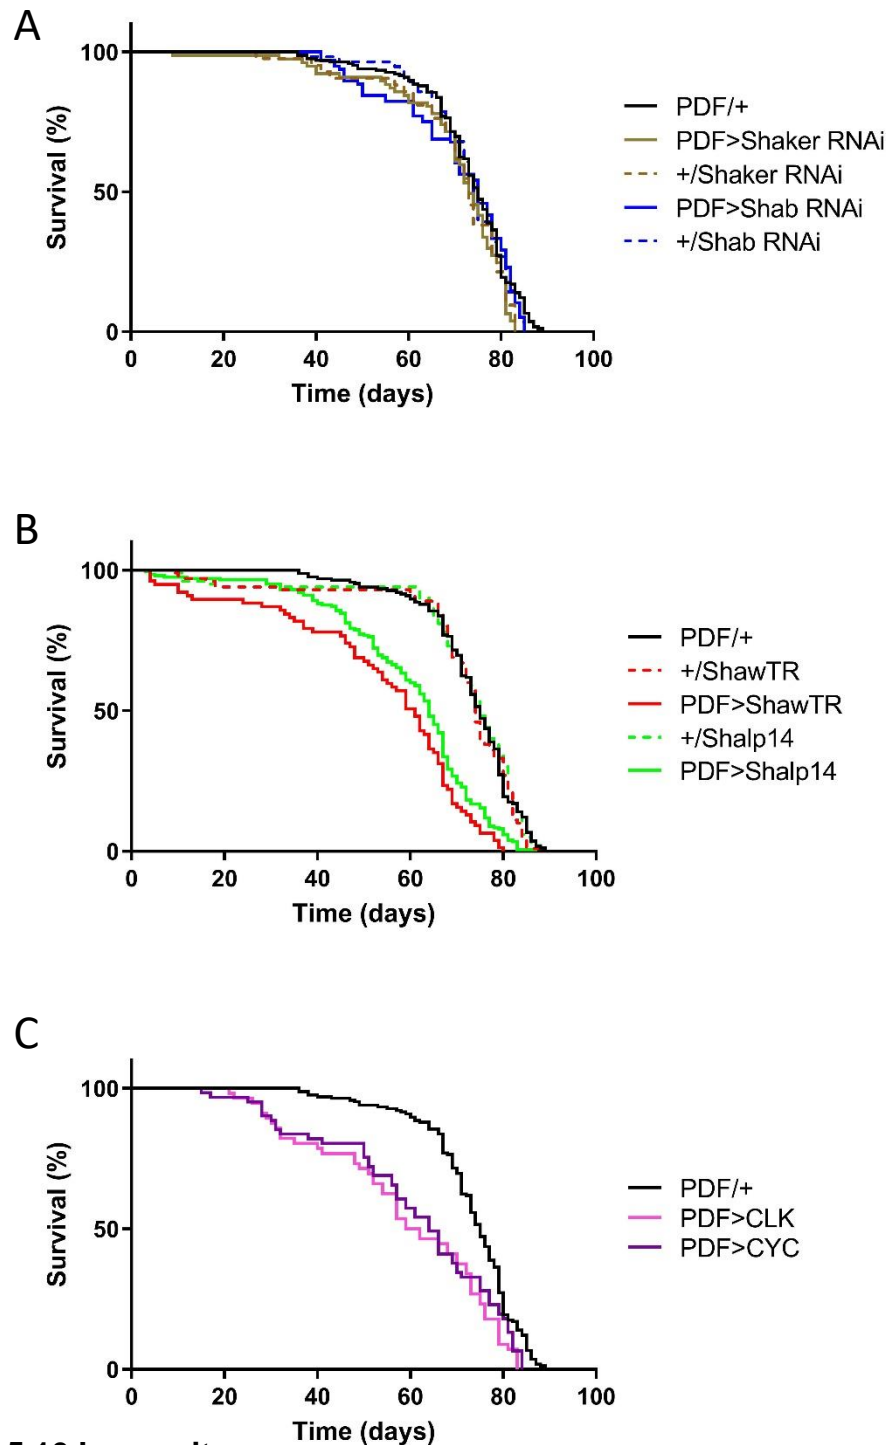 A
Survival (%)
100
50
0
0 20 40 60 80 100
Time (days)
PDF/+
PDF>Shaker RNAi
+/Shaker RNAi
PDF>Shab RNAi
+/Shab RNAi
B
Survival (%)
100
50
0
0 20 40 60 80 100
Time (days)
PDF/+
+/ShawTR
PDF>ShawTR
+/Shalp14
PDF>Shalp14
C
Survival (%)
100
50
0
0 20 40 60 80 100
Time (days)
PDF/+
PDF>CLK
PDF>CYC